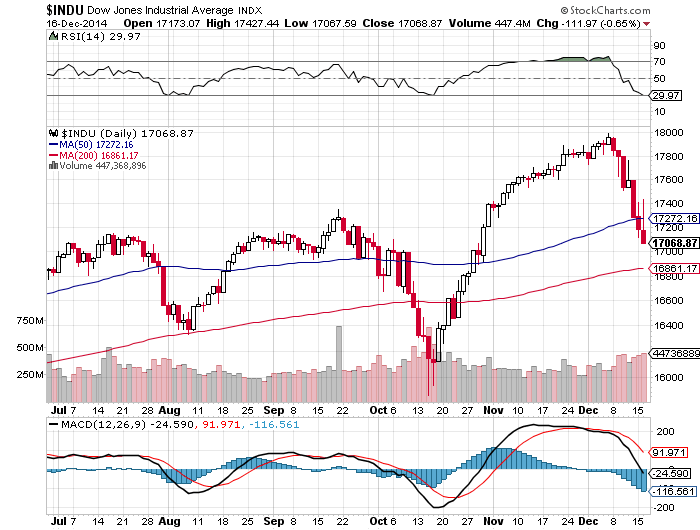 $INDU Dow Jones Industrial Average INDX
© StockCharts.com
16-Dec-2014 Open 17173.07 High 17427.44 Low 17067.59 Close 17068.87 Volume 447.4M Chg -111.97 (-0.65%)
RSI(14) 29.97
90
70
50
29.97
10
$INDU (Daily) 17068.87
MA(50) 17272.16
MA(200) 16861.17
Volume 447,368,896
18000
17800
17600
17272.16
17200
17068.87
17000
16861.17
16800
16600
16400
44736889
16000
750M
500M
250M
Jul 7 14 21 28 Aug 11 18 25 Sep 8 15 22 Oct 6 13 20 27 Nov 10 17 24 Dec 8 15
MACD(12,26,9) -24.590, 91.971, -116.561
200
91.971
-24.590
-116.561
-200
Jul 7 14 21 28 Aug 11 18 25 Sep 8 15 22 Oct 6 13 20 27 Nov 10 17 24 Dec 8 15